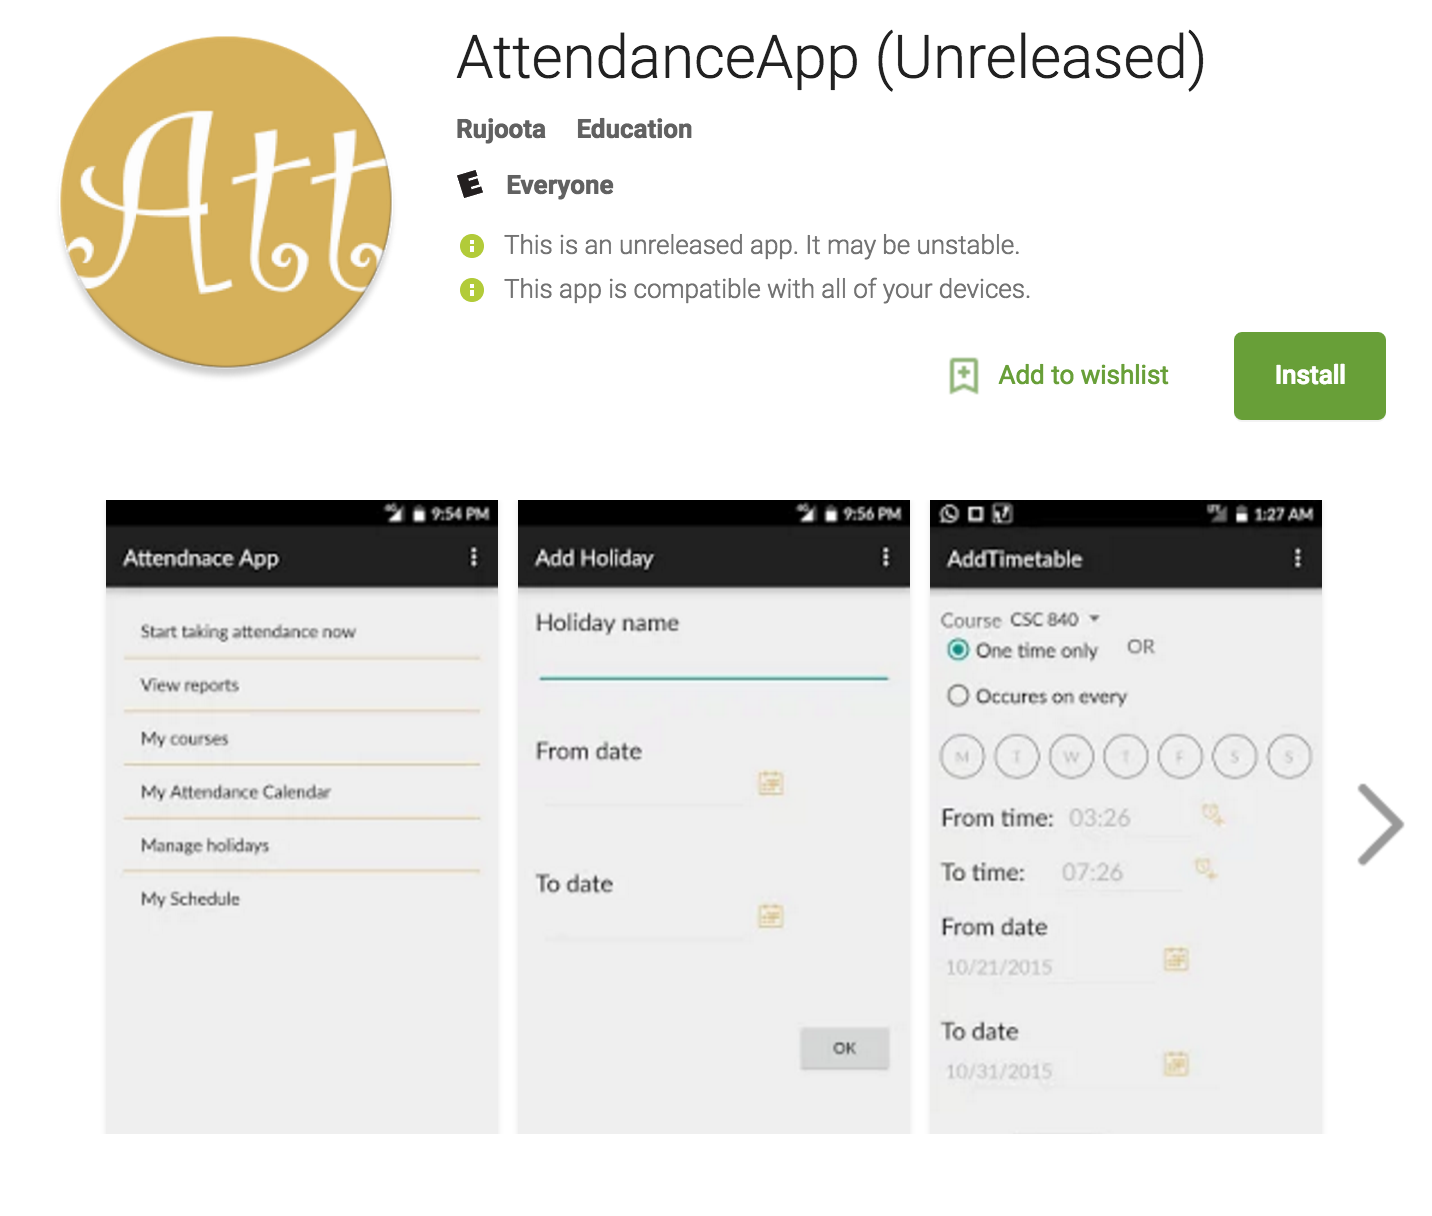 Att
AttendanceApp (Unreleased)
Rujoota Education
E Everyone
This is an unreleased app. It may be unstable.
This app is compatible with all of your devices.
Add to wishlist Install
9:54 PM
Attendnace App
Start taking attendance now
View reports
My courses
My Attendance Calendar
Manage holidays
My Schedule
4G 9:56 PM
Add Holiday
Holiday name
From date
To date
OK
1:27 AM
AddTimetable
Course CSC 840
One time only OR
Occures on every
M T W T F S S
From time: 03:26
To time: 07:26
From date
10/21/2015
To date
10/31/2015